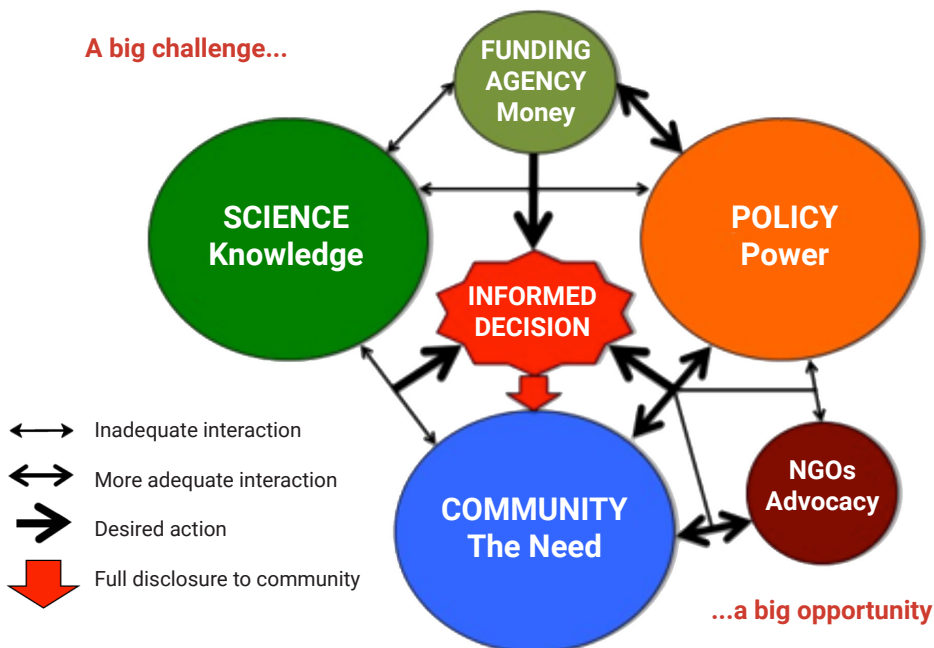 A big challenge...
FUNDING
AGENCY
Money
SCIENCE
Knowledge
POLICY
Power
INFORMED
DECISION
Inadequate interaction
More adequate interaction
Desired action
Full disclosure to community
COMMUNITY
The Need
NGOs
Advocacy
...a big opportunity